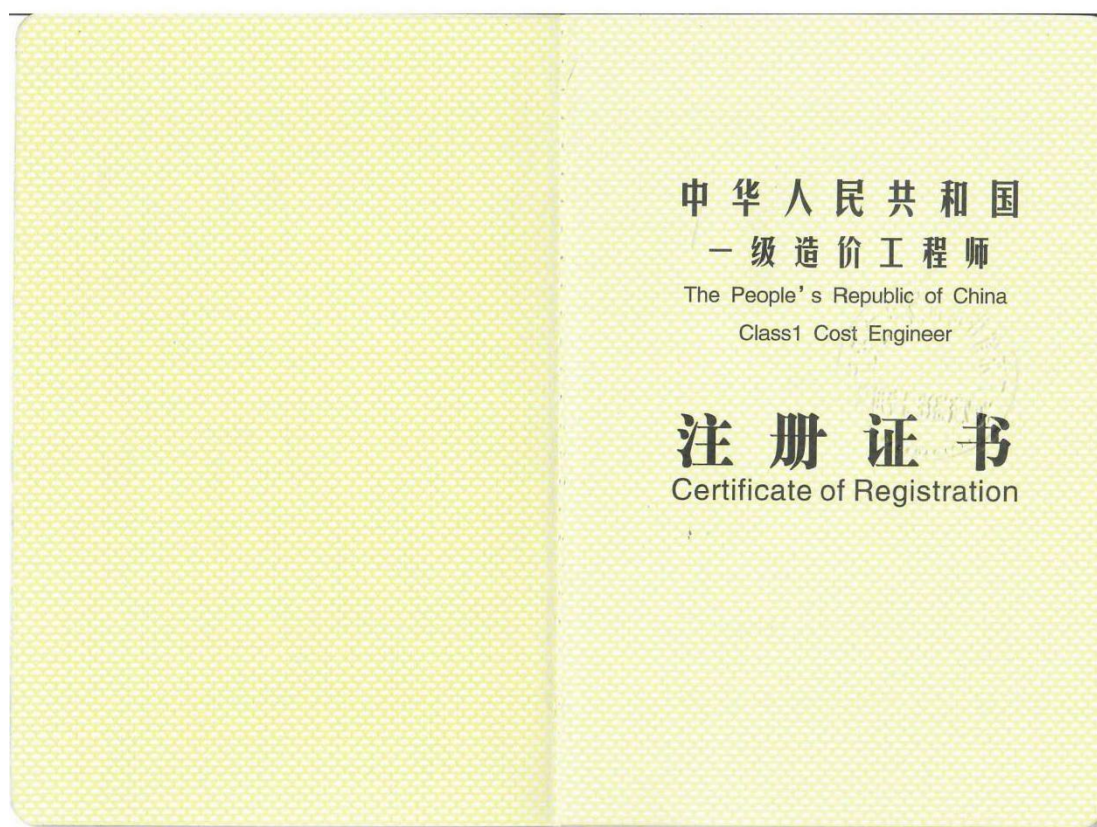 中华人民共和国
一级造价工程师
The People's Republic of China
Class1 Cost Engineer
注册证书
Certificate of Registration